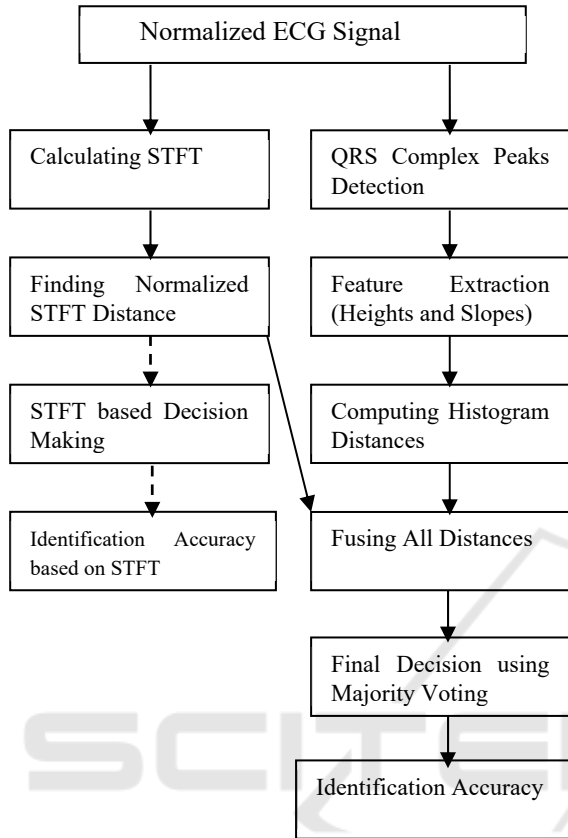 Normalized ECG Signal
Calculating STFT
QRS Complex Peaks
Detection
Finding Normalized
STFT Distance
Feature Extraction
(Heights and Slopes)
STFT based Decision
Making
Computing Histogram
Distances
Identification Accuracy
based on STFT
Fusing All Distances
Final Decision using
Majority Voting
Identification Accuracy
SCITE